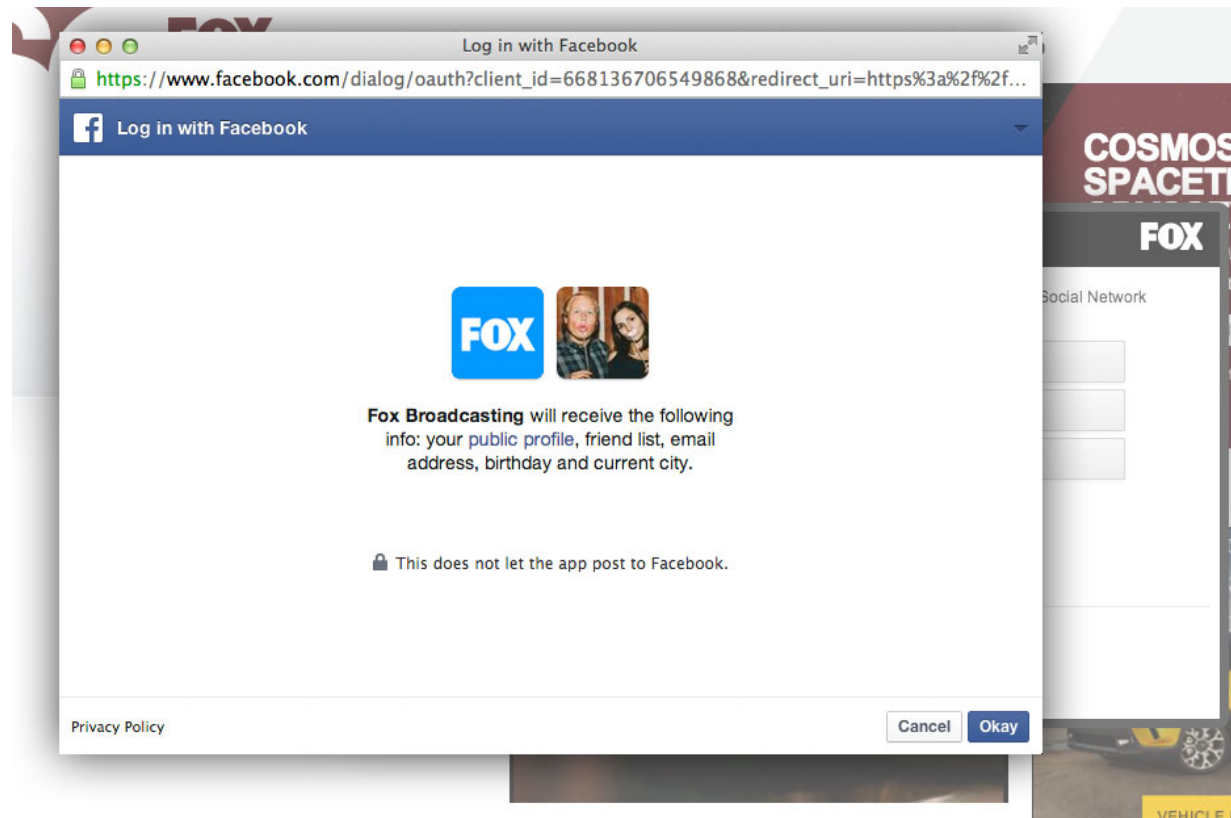 FOX
Log in with Facebook
https://www.facebook.com/dialog/oauth?client_id=668136706549868&redirect_uri=https%3a%2f%2f...
Log in with Facebook
COSMOS
SPACETI
FOX
Social Network
FOX
Fox Broadcasting will receive the following
info: your public profile, friend list, email
address, birthday and current city.
This does not let the app post to Facebook.
Privacy Policy
Cancel
Okay
VEHICLE